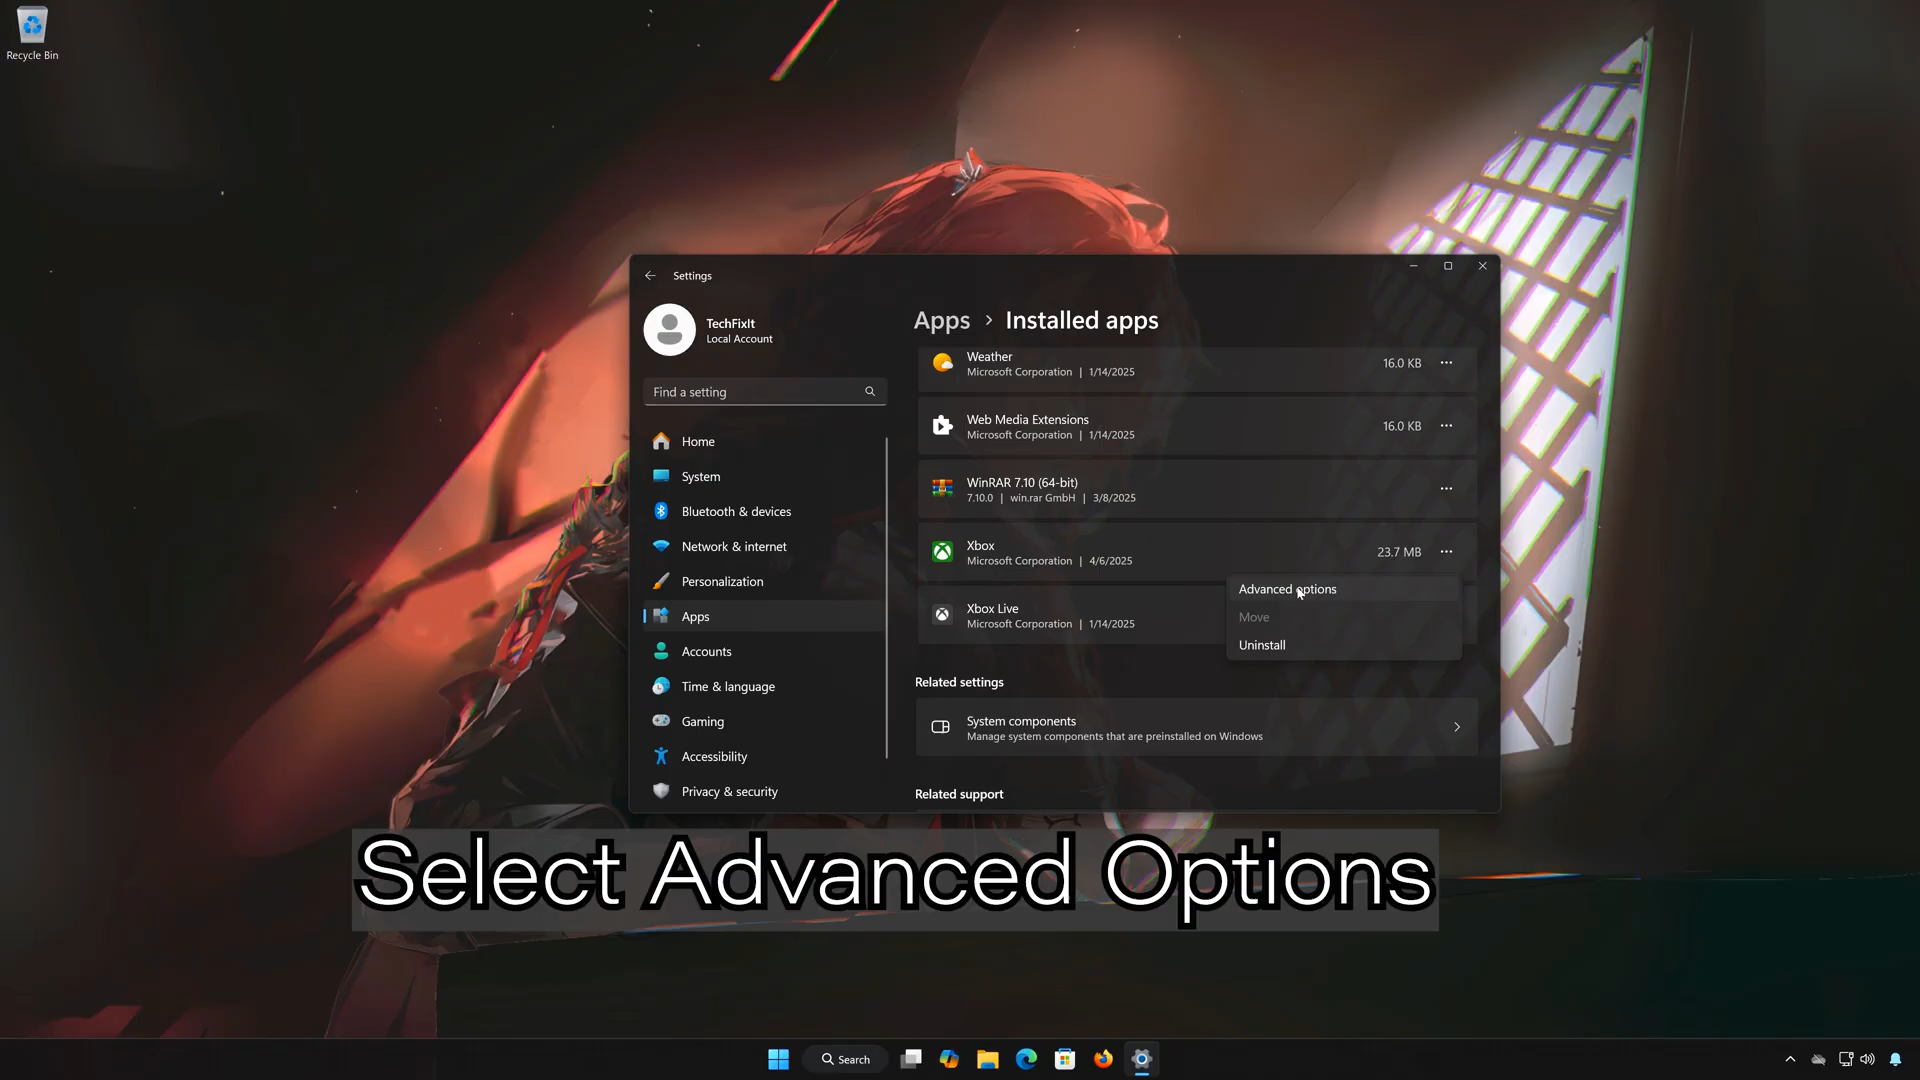 Recycle Bin
Settings
TechFixIt
Local Account
Find a setting
Home
System
Bluetooth & devices
Network & internet
Personalization
Apps
Accounts
Time & language
Gaming
Accessibility
Privacy & security
Apps > Installed apps
Weather
Microsoft Corporation | 1/14/2025
16.0 KB
Web Media Extensions
Microsoft Corporation | 1/14/2025
16.0 KB
WinRAR 7.10 (64-bit)
7.10.0 | win.rar GmbH | 3/8/2025
Xbox
Microsoft Corporation | 4/6/2025
23.7 MB
Advanced options
Move
Uninstall
Xbox Live
Microsoft Corporation | 1/14/2025
Related settings
System components
Manage system components that are preinstalled on Windows
Related support
Select Advanced Options
Search